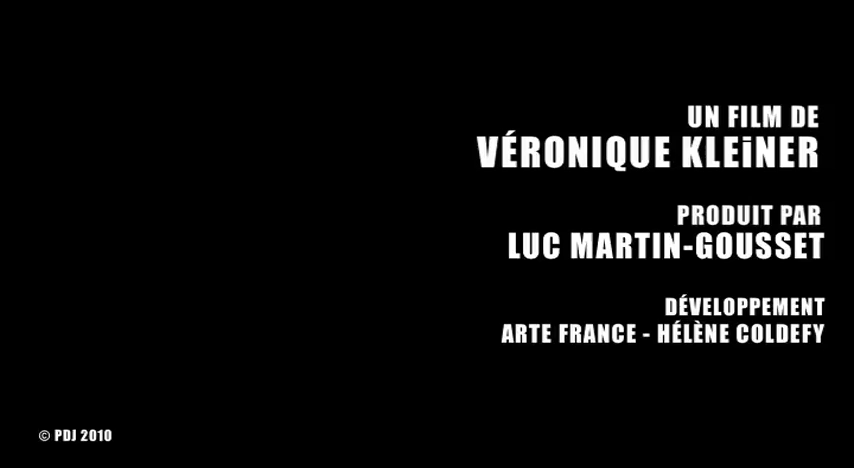 UN FILM DE
VÉRONIQUE KLEiNER
PRODUIT PAR
LUC MARTIN-GOUSSET
DÉVELOPPEMENT
ARTE FRANCE - HÉLÈNE COLDEFY
© PDJ 2010